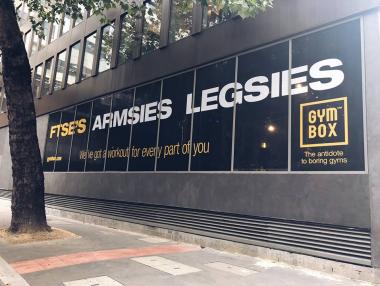 FTSE'S ARMSIES LEGSIES
We've got a workout for every part of you
gymbox.com
GYM
BOX™
The antidote
to boring gyms